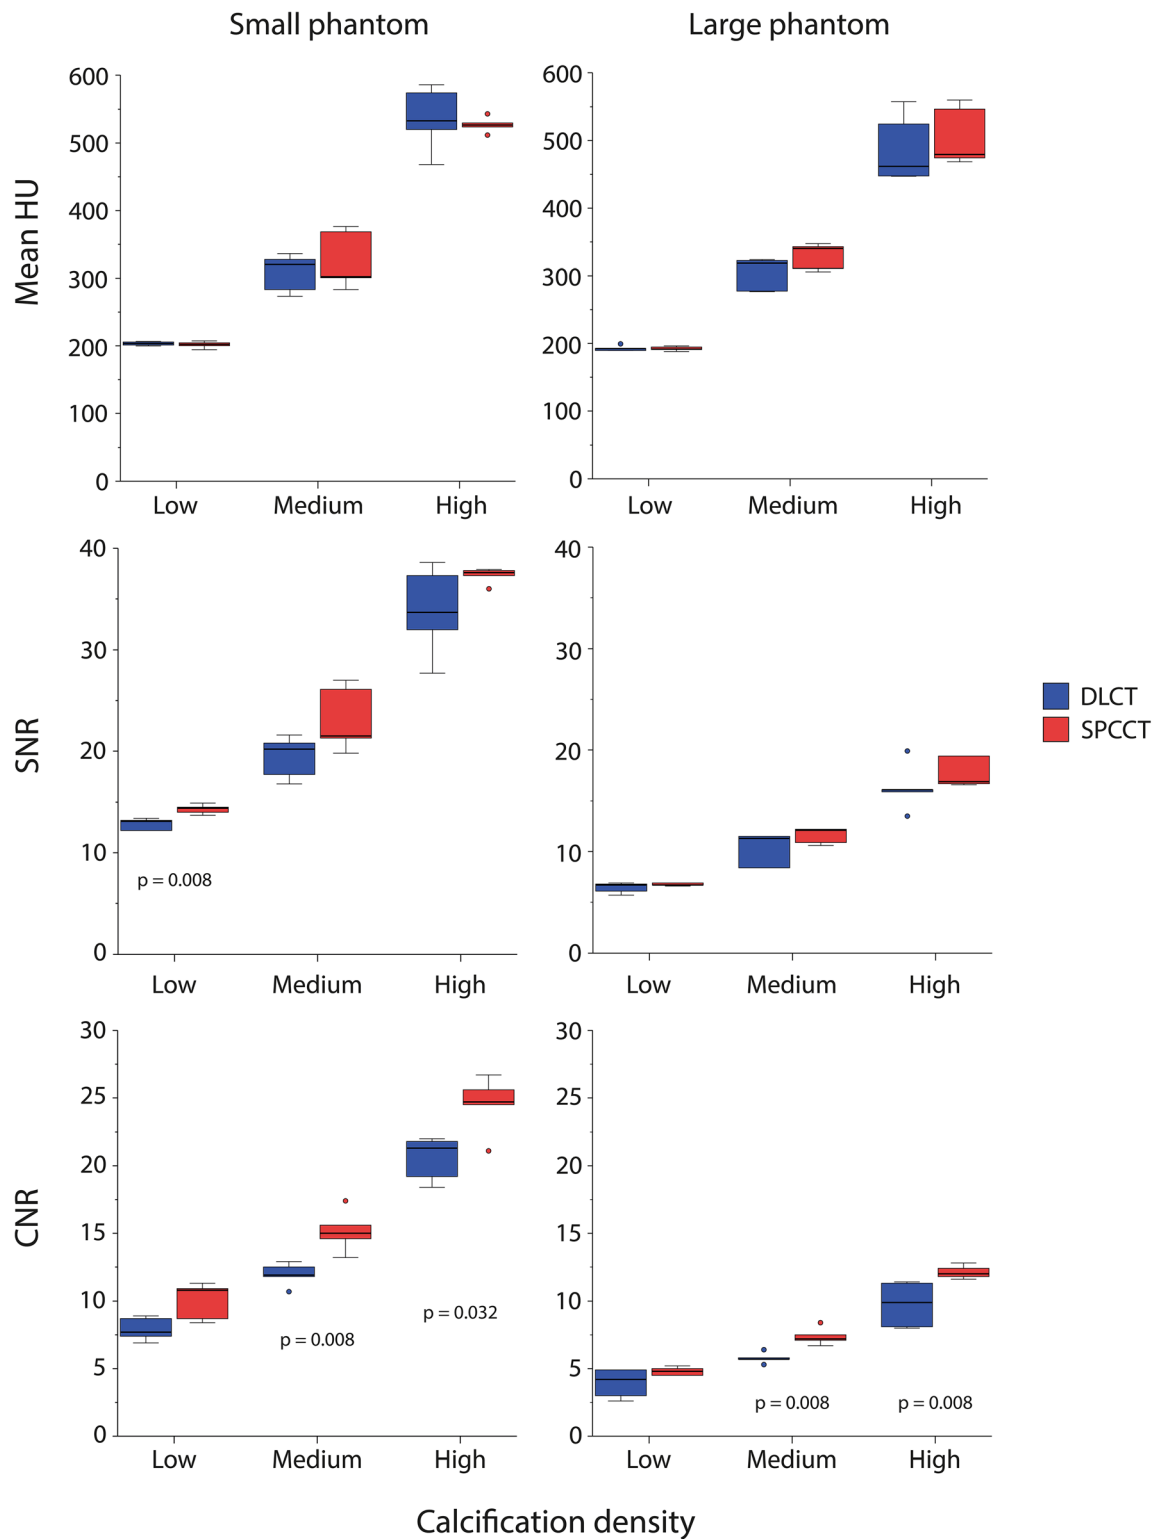 Small phantom
Large phantom
Mean HU
600
500
400
300
200
100
0
Low Medium High
600
500
400
300
200
100
0
Low Medium High
SNR
40
30
20
10
0
p = 0.008
Low Medium High
40
30
20
10
0
Low Medium High
DLCT
SPCCT
CNR
30
25
20
15
10
5
0
p = 0.008
p = 0.032
Low Medium High
30
25
20
15
10
5
0
p = 0.008
p = 0.008
Low Medium High
Calcification density